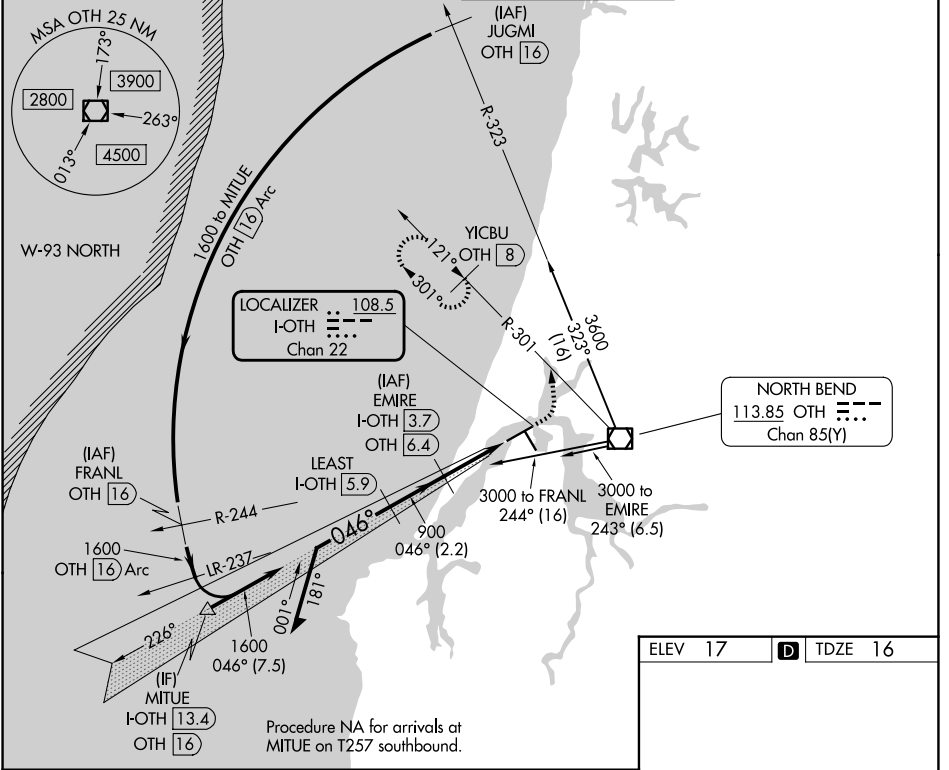 MSA OTH 25 NM
173°
3900
2800
263°
013°
4500
W-93 NORTH
(IAF)
JUGMI
OTH 16
R-323
1600 to MITUE
OTH 16 Arc
YICBU
OTH 8
121°
301°
R-301
3600
323°
(16)
LOCALIZER 108.5
I-OTH
Chan 22
NORTH BEND
113.85 OTH
Chan 85(Y)
(IAF)
EMIRE
I-OTH 3.7
OTH 6.4
LEAST
I-OTH 5.9
(IAF)
FRANL
OTH 16
R-244
3000 to FRANL
244° (16)
3000 to
EMIRE
243° (6.5)
046°
900
046° (2.2)
1600
OTH 16 Arc
LR-237
001°
181°
226°
1600
046° (7.5)
(IF)
MITUE
I-OTH 13.4
OTH 16
Procedure NA for arrivals at
MITUE on T257 southbound.
ELEV 17 D TDZE 16